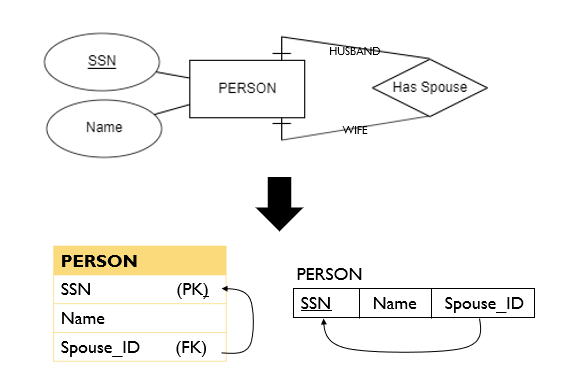 HUSBAND
SSN
PERSON
Has Spouse
Name
WIFE
PERSON
SSN (PK)
Name
Spouse_ID (FK)
PERSON
SSN Name Spouse_ID